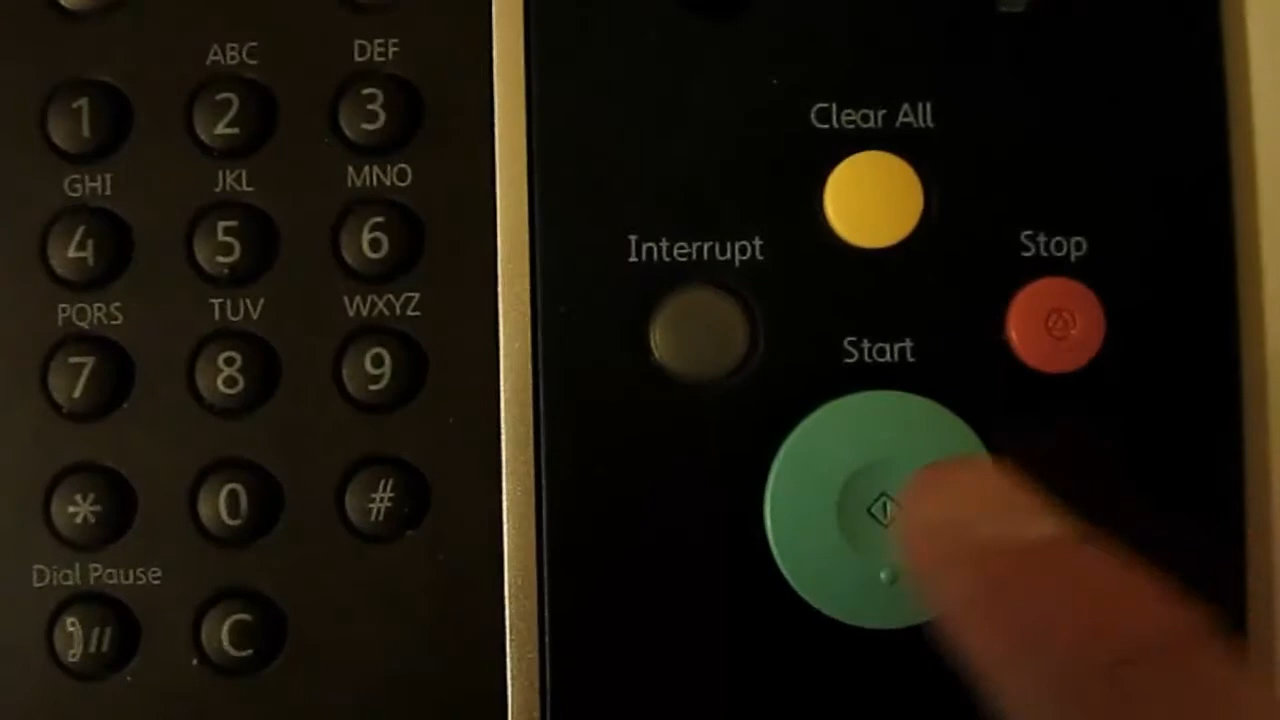 ABC DEF
1 2 3
GHI JKL MNO
4 5 6
PQRS TUV WXYZ
7 8 9
* 0 #
Dial Pause
C
Clear All
Interrupt
Stop
Start